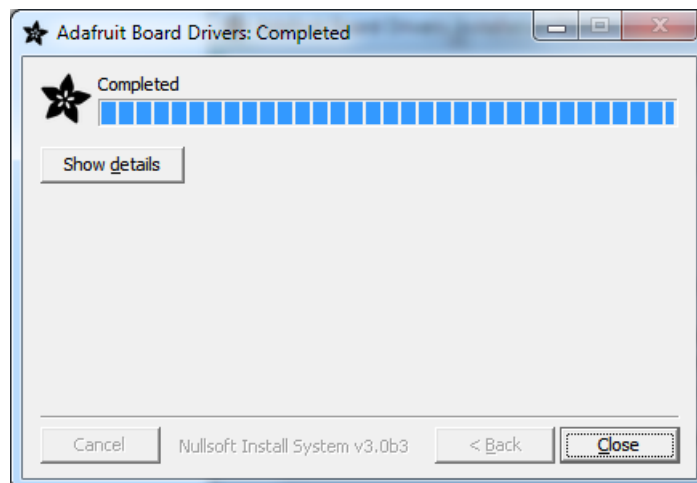 Adafruit Board Drivers: Completed
Completed
Show details
Cancel
Nullsoft Install System v3.0b3
< Back
Close